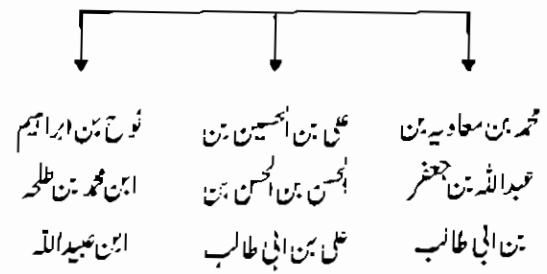 محمد بن معاویہ بن
عبداللہ بن جعفر
بن ابی طالب
علی بن الحسین بن
الحسن بن الحسن بن
علی بن ابی طالب
نوح بن ابراہیم
ابن محمد بن طلحہ
ابن عبیداللہ